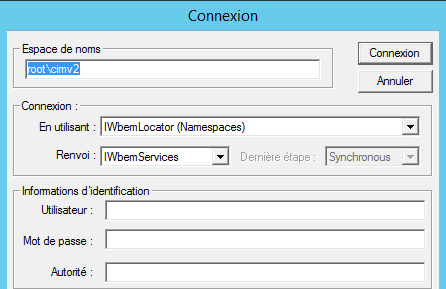 Connexion
Espace de noms
root\cimv2
Connexion
Annuler
Connexion :
En utilisant :
IWbemLocator (Namespaces)
Renvoi :
IWbemServices
Dernière étape :
Synchronous
Informations d'identification
Utilisateur :
Mot de passe :
Autorité :